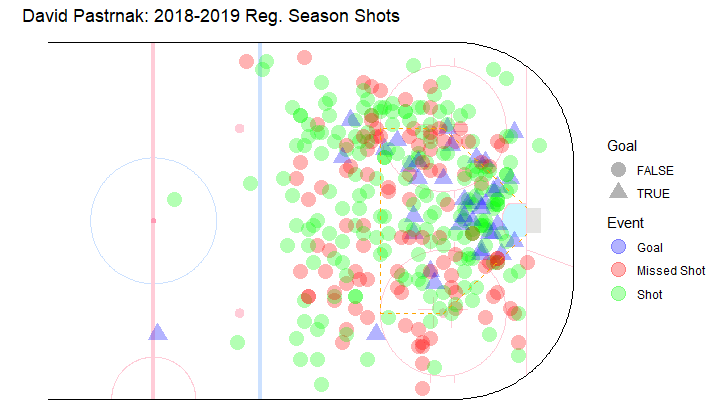 David Pastrnak: 2018-2019 Reg. Season Shots
Goal
FALSE
TRUE
Event
Goal
Missed Shot
Shot